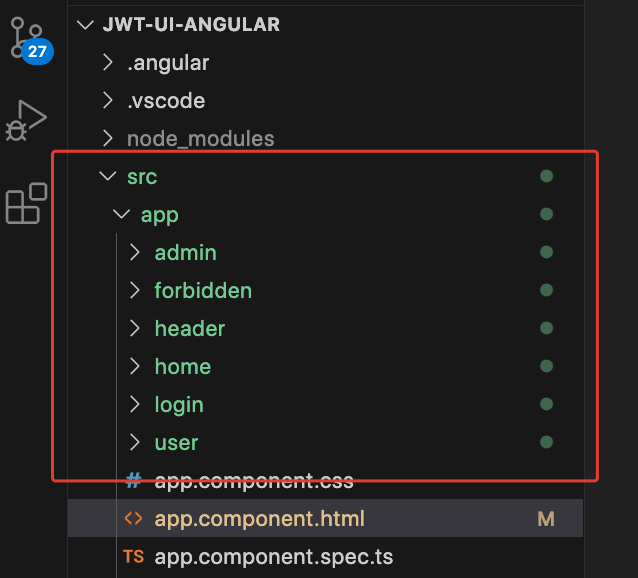 JWT-UI-ANGULAR
27
.angular
.vscode
node_modules
src
app
admin
forbidden
header
home
login
user
# app.component.css
<> app.component.html M
TS app.component.spec.ts